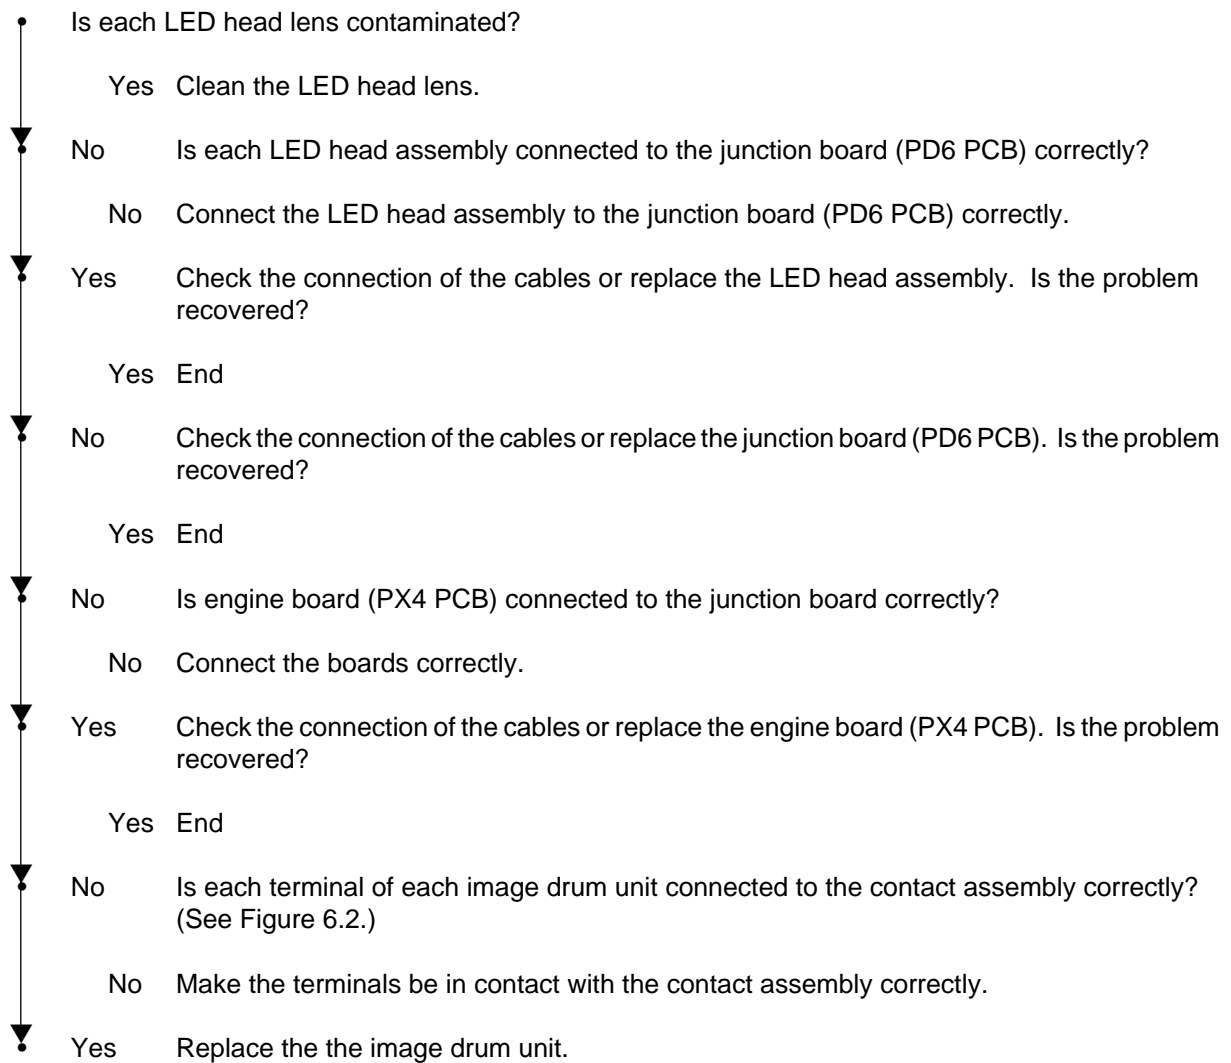 Is each LED head lens contaminated?
Yes Clean the LED head lens.
No Is each LED head assembly connected to the junction board (PD6 PCB) correctly?
No Connect the LED head assembly to the junction board (PD6 PCB) correctly.
Yes Check the connection of the cables or replace the LED head assembly. Is the problem
recovered?
Yes End
No Check the connection of the cables or replace the junction board (PD6 PCB). Is the problem
recovered?
Yes End
No Is engine board (PX4 PCB) connected to the junction board correctly?
No Connect the boards correctly.
Yes Check the connection of the cables or replace the engine board (PX4 PCB). Is the problem
recovered?
Yes End
No Is each terminal of each image drum unit connected to the contact assembly correctly?
(See Figure 6.2.)
No Make the terminals be in contact with the contact assembly correctly.
Yes Replace the the image drum unit.